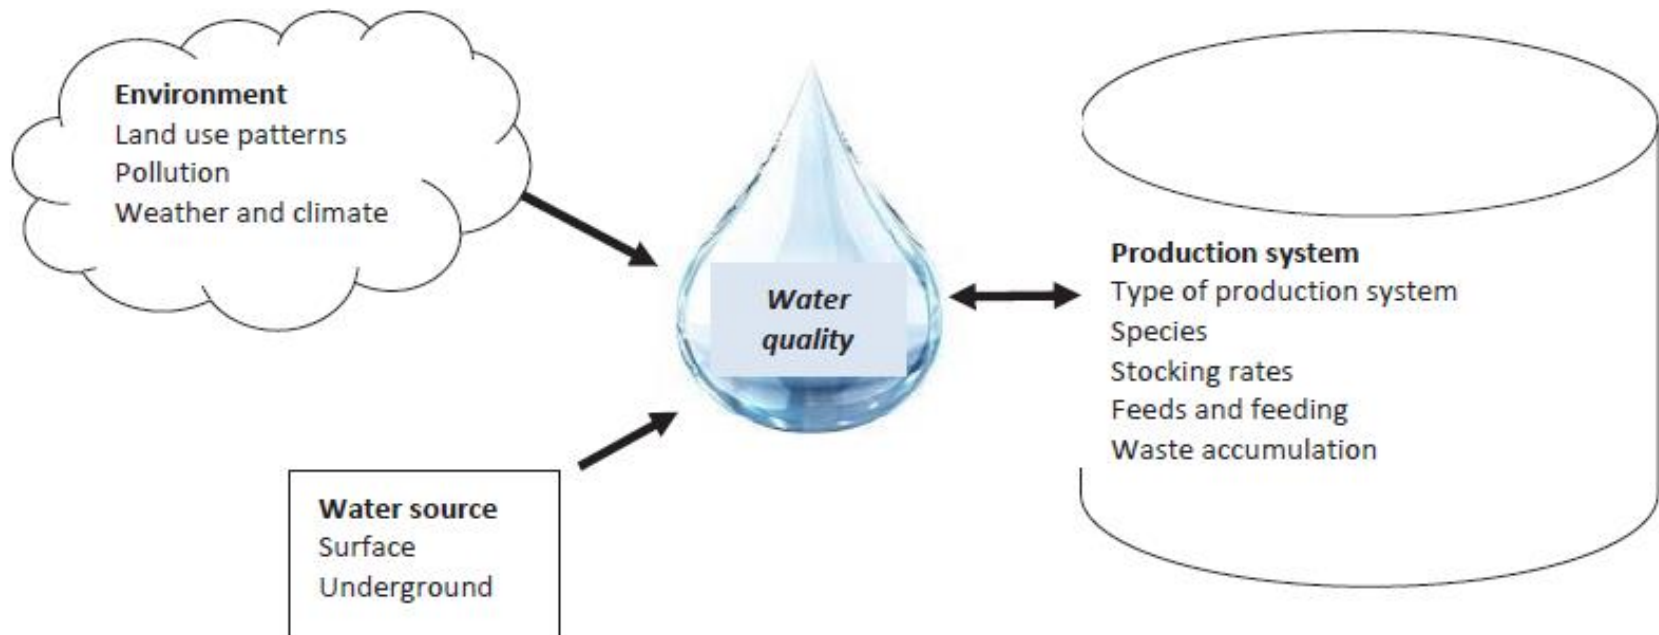 Environment
Land use patterns
Pollution
Weather and climate
Water
quality
Production system
Type of production system
Species
Stocking rates
Feeds and feeding
Waste accumulation
Water source
Surface
Underground